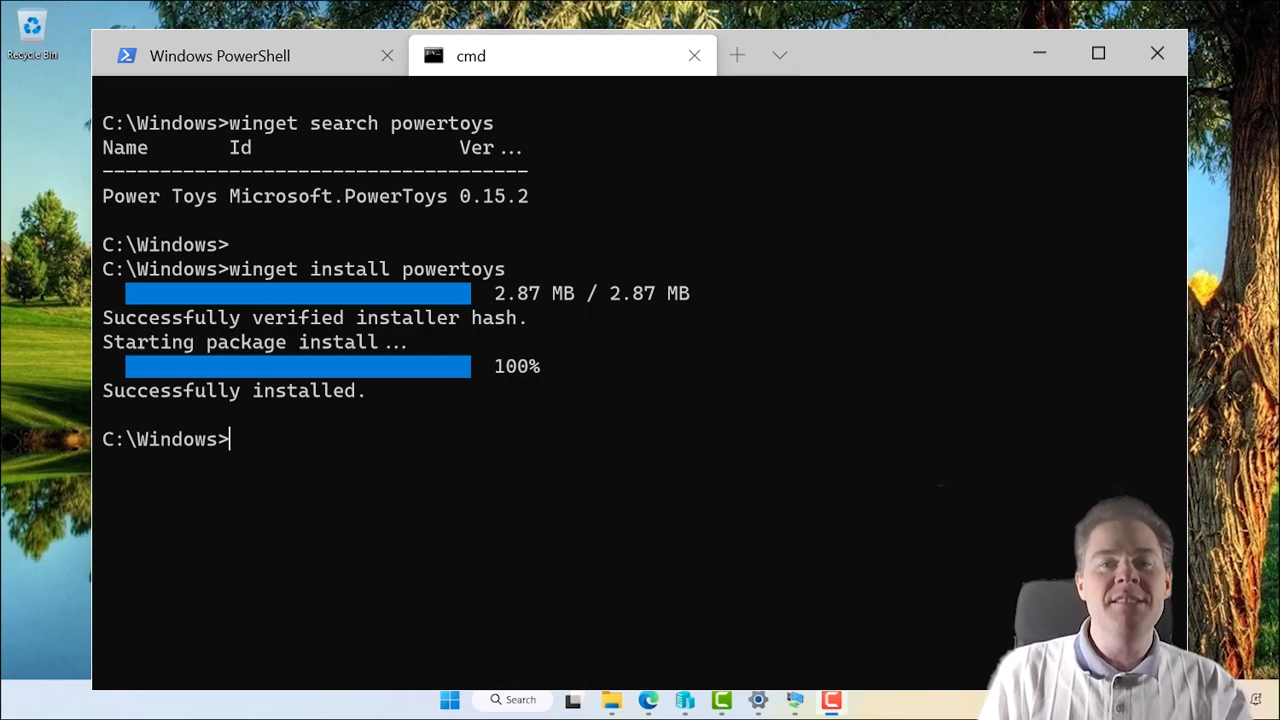 Recycle Bin
Windows PowerShell
cmd
C:\Windows>winget search powertoys
Name Id Ver...
-------------------------------------
Power Toys Microsoft.PowerToys 0.15.2
C:\Windows>
C:\Windows>winget install powertoys
2.87 MB / 2.87 MB
Successfully verified installer hash.
Starting package install...
100%
Successfully installed.
C:\Windows>
Search